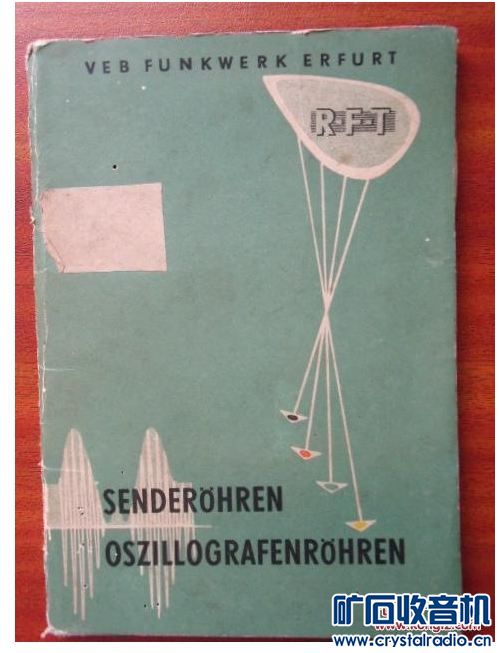 VEB FUNKWERK ERFURT
RFT
SENDERÖHREN
OSZILLOGRAFENRÖHREN
矿石收音机
www.crystalradio.cn